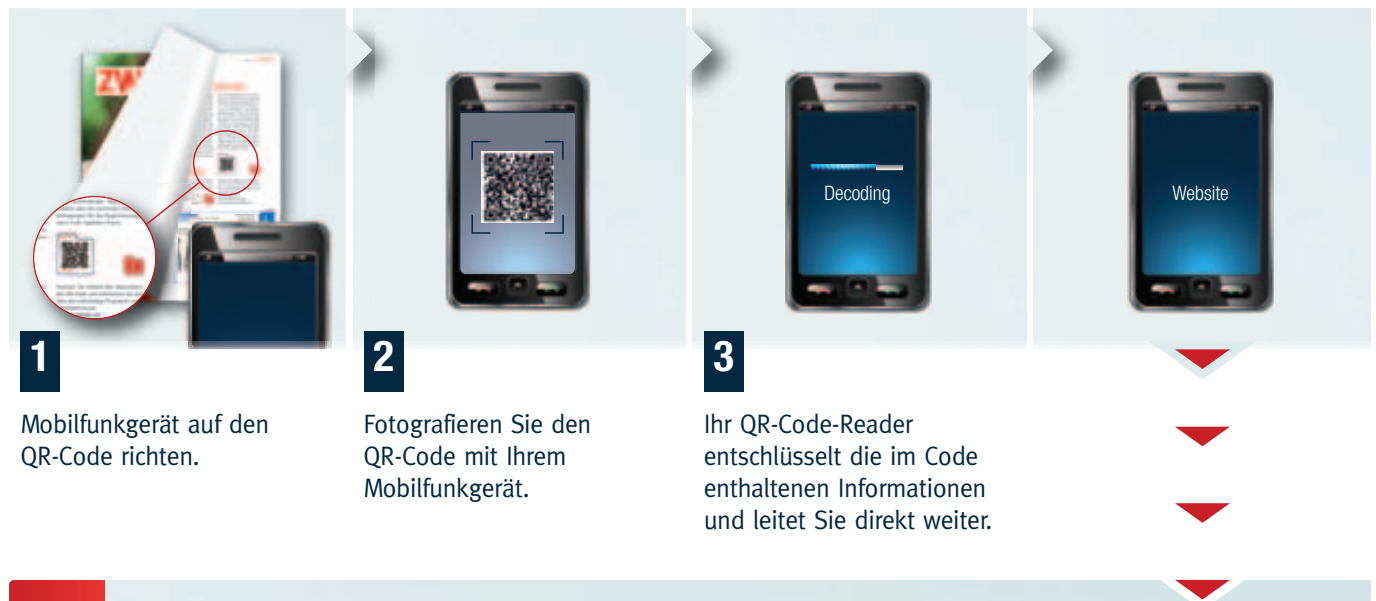 ZW
Decoding
Website
1
Mobilfunkgerät auf den
QR-Code richten.
2
Fotografieren Sie den
QR-Code mit Ihrem
Mobilfunkgerät.
3
Ihr QR-Code-Reader
entschlüsselt die im Code
enthaltenen Informationen
und leitet Sie direkt weiter.